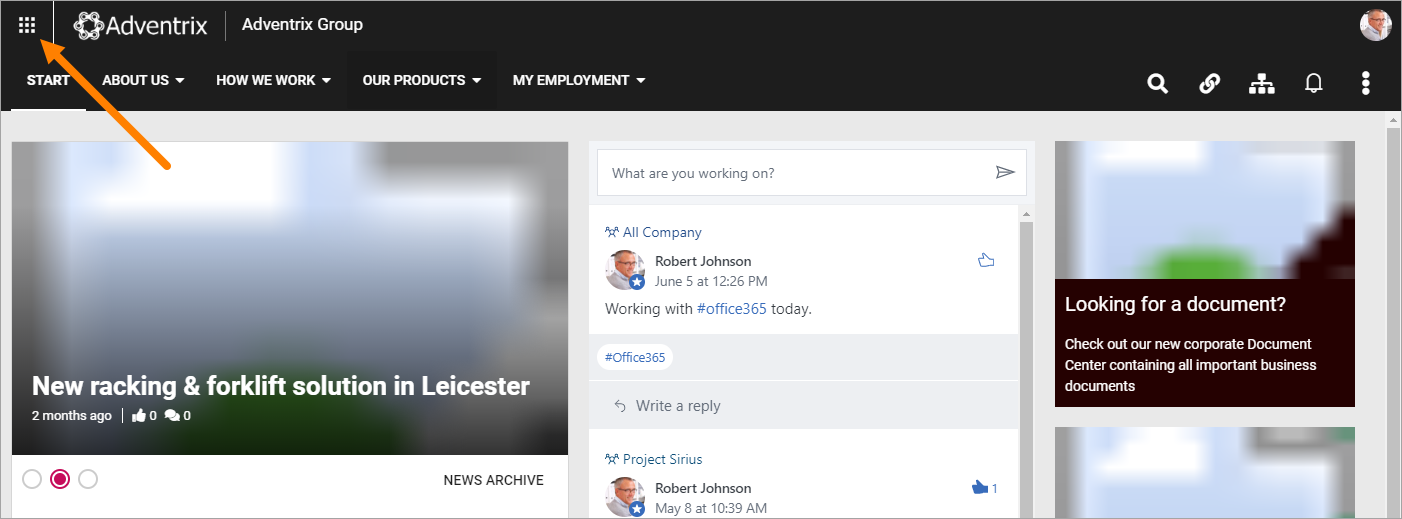 Adventrix
Adventrix Group
START ABOUT US HOW WE WORK OUR PRODUCTS MY EMPLOYMENT
New racking & forklift solution in Leicester
2 months ago 0 0
NEWS ARCHIVE
What are you working on?
All Company
Robert Johnson
June 5 at 12:26 PM
Working with #office365 today.
#Office365
Write a reply
Project Sirius
Robert Johnson
1
May 8 at 10:39 AM
Looking for a document?
Check out our new corporate Document
Center containing all important business
documents